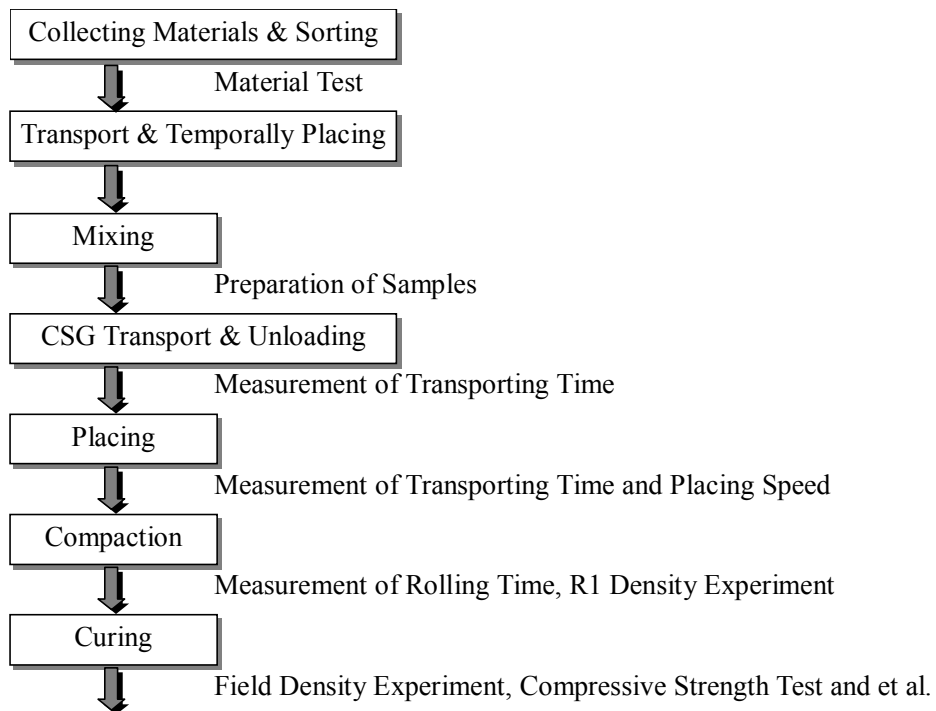 Collecting Materials & Sorting
Material Test
Transport & Temporally Placing
Mixing
Preparation of Samples
CSG Transport & Unloading
Measurement of Transporting Time
Placing
Measurement of Transporting Time and Placing Speed
Compaction
Measurement of Rolling Time, R1 Density Experiment
Curing
Field Density Experiment, Compressive Strength Test and et al.